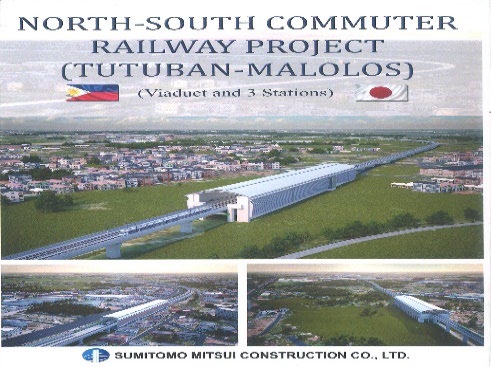 NORTH-SOUTH COMMUTER
RAILWAY PROJECT
(TUTUBAN-MALOLOS)
(Viaduct and 3 Stations)
SUMITOMO MITSUI CONSTRUCTION CO., LTD.